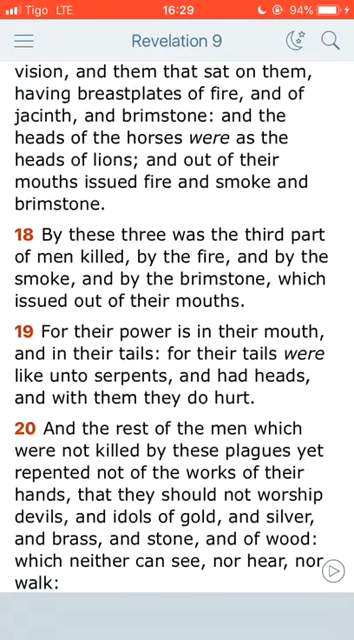 Tigo LTE 16:29 94%
Revelation 9
vision, and them that sat on them,
having breastplates of fire, and of
jacinth, and brimstone: and the
heads of the horses were as the
heads of lions; and out of their
mouths issued fire and smoke and
brimstone.
18 By these three was the third part
of men killed, by the fire, and by the
smoke, and by the brimstone, which
issued out of their mouths.
19 For their power is in their mouth,
and in their tails: for their tails were
like unto serpents, and had heads,
and with them they do hurt.
20 And the rest of the men which
were not killed by these plagues yet
repented not of the works of their
hands, that they should not worship
devils, and idols of gold, and silver,
and brass, and stone, and of wood:
which neither can see, nor hear, nor
walk: